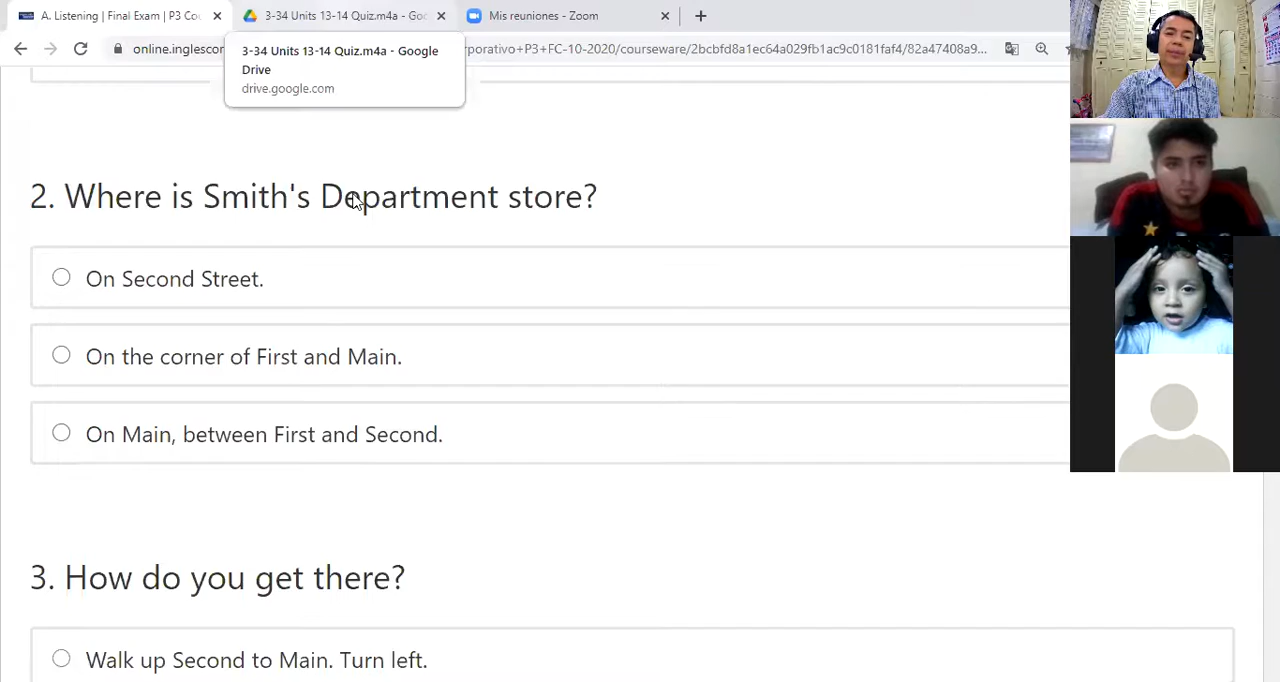 A. Listening | Final Exam | P3 Co
3-34 Units 13-14 Quiz.m4a - Goo
Mis reuniones - Zoom
online.inglescor
rporativo+P3+FC-10-2020/courseware/2bcbfd8a1ec64a029fb1ac9c0181faf4/82a47408a9...
3-34 Units 13-14 Quiz.m4a - Google
Drive
drive.google.com
2. Where is Smith's Department store?
On Second Street.
On the corner of First and Main.
On Main, between First and Second.
3. How do you get there?
Walk up Second to Main. Turn left.